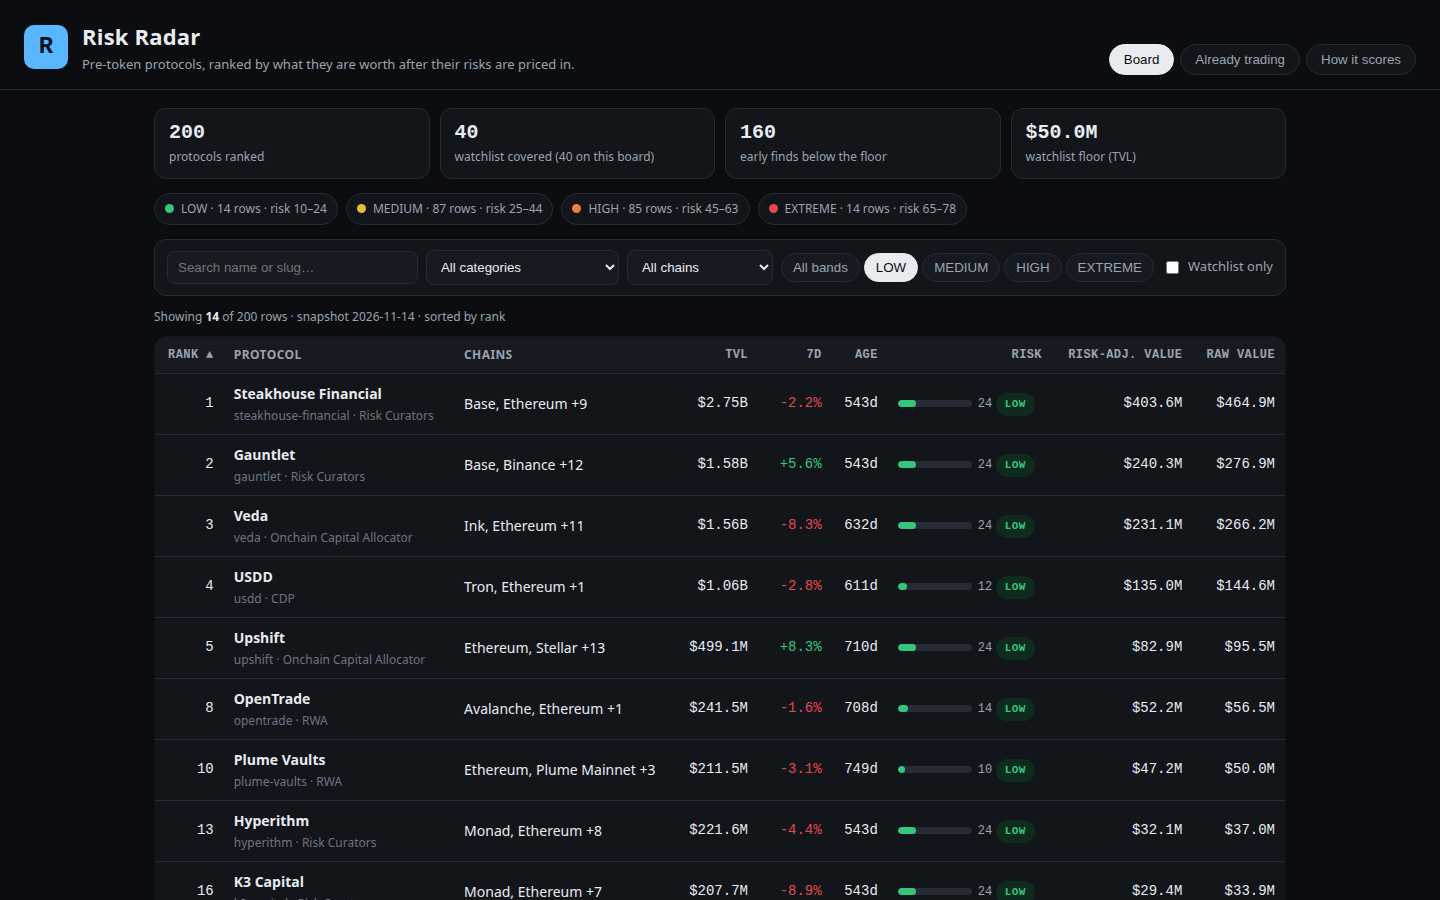 R
Risk Radar
Pre-token protocols, ranked by what they are worth after their risks are priced in.
Board
Already trading
How it scores
200
protocols ranked
40
watchlist covered (40 on this board)
160
early finds below the floor
$50.0M
watchlist floor (TVL)
LOW · 14 rows · risk 10–24
MEDIUM · 87 rows · risk 25–44
HIGH · 85 rows · risk 45–63
EXTREME · 14 rows · risk 65–78
Search name or slug…
All categories
All chains
All bands
LOW
MEDIUM
HIGH
EXTREME
Watchlist only
Showing 14 of 200 rows · snapshot 2026-11-14 · sorted by rank
RANK ▲ PROTOCOL CHAINS TVL 7D AGE RISK RISK-ADJ. VALUE RAW VALUE
1 Steakhouse Financial Base, Ethereum +9 $2.75B -2.2% 543d 24 LOW $403.6M $464.9M
steakhouse-financial · Risk Curators
2 Gauntlet Base, Binance +12 $1.58B +5.6% 543d 24 LOW $240.3M $276.9M
gauntlet · Risk Curators
3 Veda Ink, Ethereum +11 $1.56B -8.3% 632d 24 LOW $231.1M $266.2M
veda · Onchain Capital Allocator
4 USDD Tron, Ethereum +1 $1.06B -2.8% 611d 12 LOW $135.0M $144.6M
usdd · CDP
5 Upshift Ethereum, Stellar +13 $499.1M +8.3% 710d 24 LOW $82.9M $95.5M
upshift · Onchain Capital Allocator
8 OpenTrade Avalanche, Ethereum +1 $241.5M -1.6% 708d 14 LOW $52.2M $56.5M
opentrade · RWA
10 Plume Vaults Ethereum, Plume Mainnet +3 $211.5M -3.1% 749d 10 LOW $47.2M $50.0M
plume-vaults · RWA
13 Hyperithm Monad, Ethereum +8 $221.6M -4.4% 543d 24 LOW $32.1M $37.0M
hyperithm · Risk Curators
16 K3 Capital Monad, Ethereum +7 $207.7M -8.9% 543d 24 LOW $29.4M $33.9M